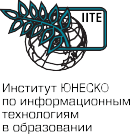 IITE
Институт ЮНЕСКО
по информационным
технологиям
в образовании